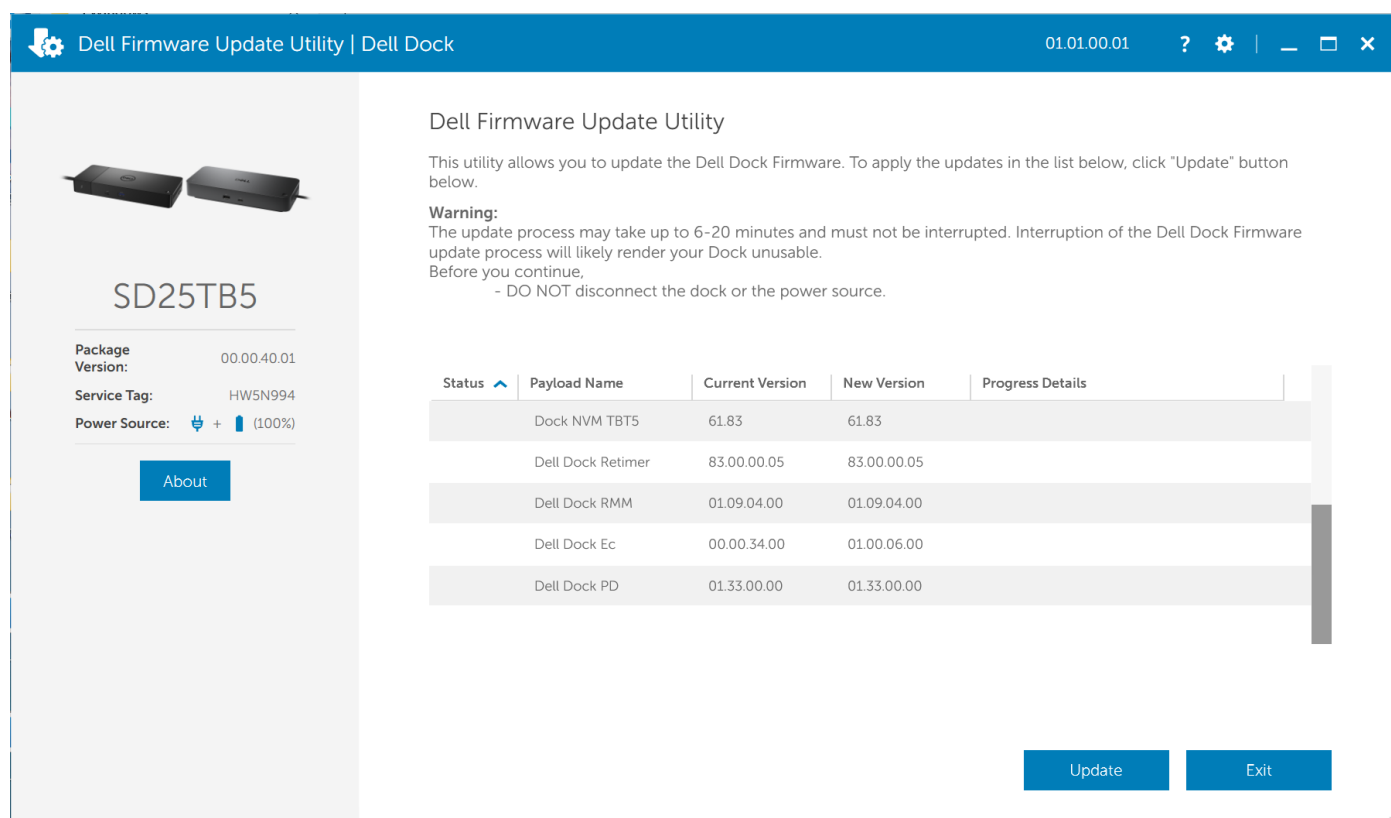 Dell Firmware Update Utility | Dell Dock
01.01.00.01
?
Dell Firmware Update Utility
This utility allows you to update the Dell Dock Firmware. To apply the updates in the list below, click "Update" button
below.
Warning:
The update process may take up to 6-20 minutes and must not be interrupted. Interruption of the Dell Dock Firmware
update process will likely render your Dock unusable.
Before you continue,
- DO NOT disconnect the dock or the power source.
SD25TB5
Package
Version: 00.00.40.01
Service Tag: HW5N994
Power Source: + (100%)
About
Status Payload Name Current Version New Version Progress Details
Dock NVM TBT5 61.83 61.83
Dell Dock Retimer 83.00.00.05 83.00.00.05
Dell Dock RMM 01.09.04.00 01.09.04.00
Dell Dock Ec 00.00.34.00 01.00.06.00
Dell Dock PD 01.33.00.00 01.33.00.00
Update Exit